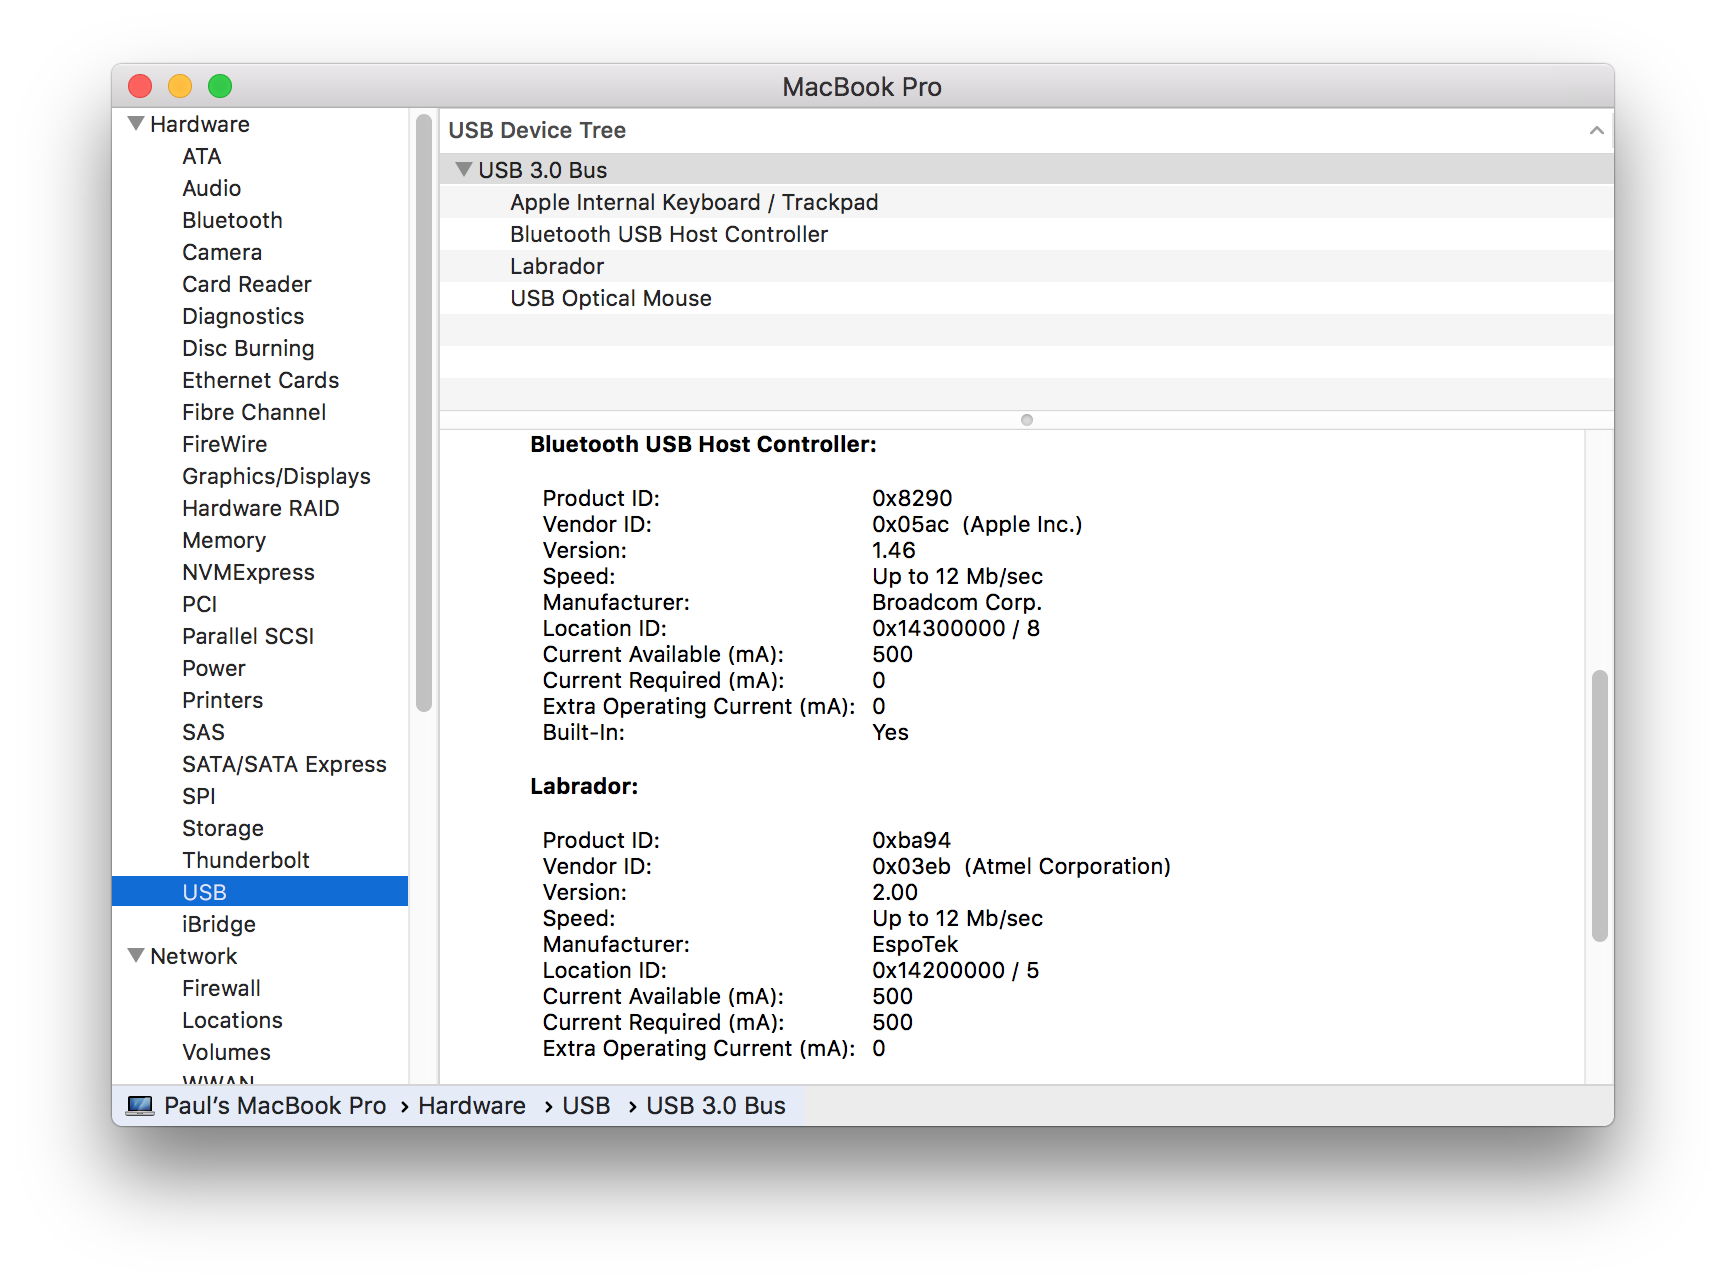 MacBook Pro
Hardware
ATA
Audio
Bluetooth
Camera
Card Reader
Diagnostics
Disc Burning
Ethernet Cards
Fibre Channel
FireWire
Graphics/Displays
Hardware RAID
Memory
NVMExpress
PCI
Parallel SCSI
Power
Printers
SAS
SATA/SATA Express
SPI
Storage
Thunderbolt
USB
iBridge
Network
Firewall
Locations
Volumes
WWAN
USB Device Tree
USB 3.0 Bus
Apple Internal Keyboard / Trackpad
Bluetooth USB Host Controller
Labrador
USB Optical Mouse
Bluetooth USB Host Controller:
Product ID: 0x8290
Vendor ID: 0x05ac (Apple Inc.)
Version: 1.46
Speed: Up to 12 Mb/sec
Manufacturer: Broadcom Corp.
Location ID: 0x14300000 / 8
Current Available (mA): 500
Current Required (mA): 0
Extra Operating Current (mA): 0
Built-In: Yes
Labrador:
Product ID: 0xba94
Vendor ID: 0x03eb (Atmel Corporation)
Version: 2.00
Speed: Up to 12 Mb/sec
Manufacturer: EspoTek
Location ID: 0x14200000 / 5
Current Available (mA): 500
Current Required (mA): 500
Extra Operating Current (mA): 0
Paul's MacBook Pro › Hardware › USB › USB 3.0 Bus